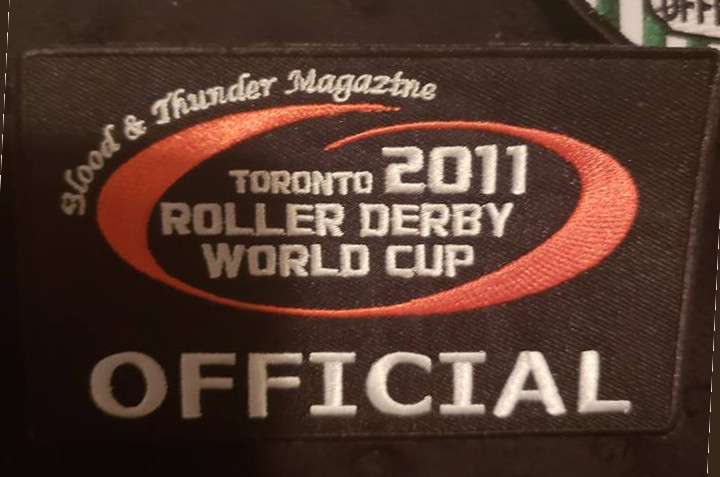 Blood & Thunder Magazine
TORONTO 2011
ROLLER DERBY
WORLD CUP
OFFICIAL